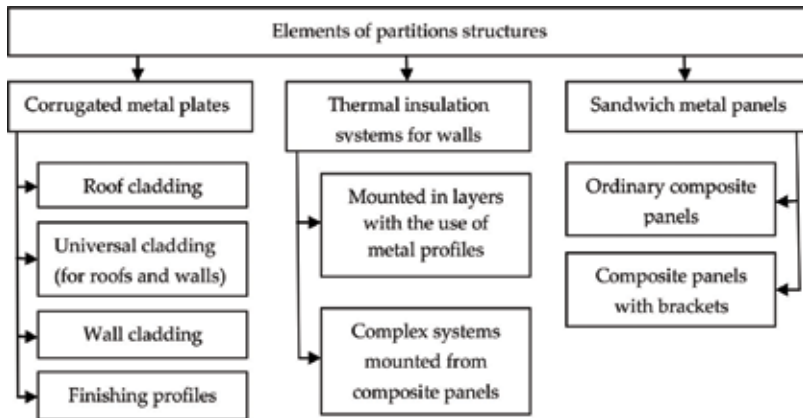 Elements of partitions structures
Corrugated metal plates
Roof cladding
Universal cladding
(for roofs and walls)
Wall cladding
Finishing profiles
Thermal insulation
systems for walls
Mounted in layers
with the use of
metal profiles
Complex systems
mounted from
composite panels
Sandwich metal panels
Ordinary composite
panels
Composite panels
with brackets